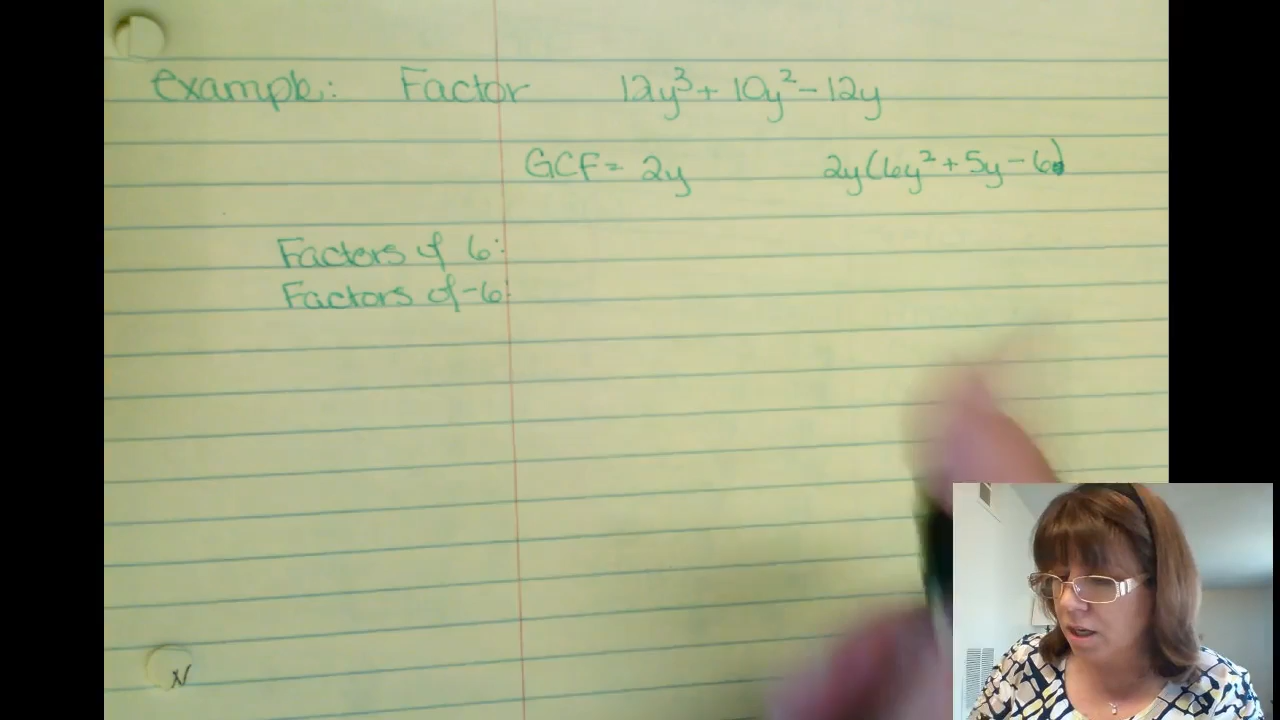 example: Factor 12y³ + 10y² - 12y
GCF = 2y 2y(6y² + 5y - 6)
Factors of 6:
Factors of -6:
N